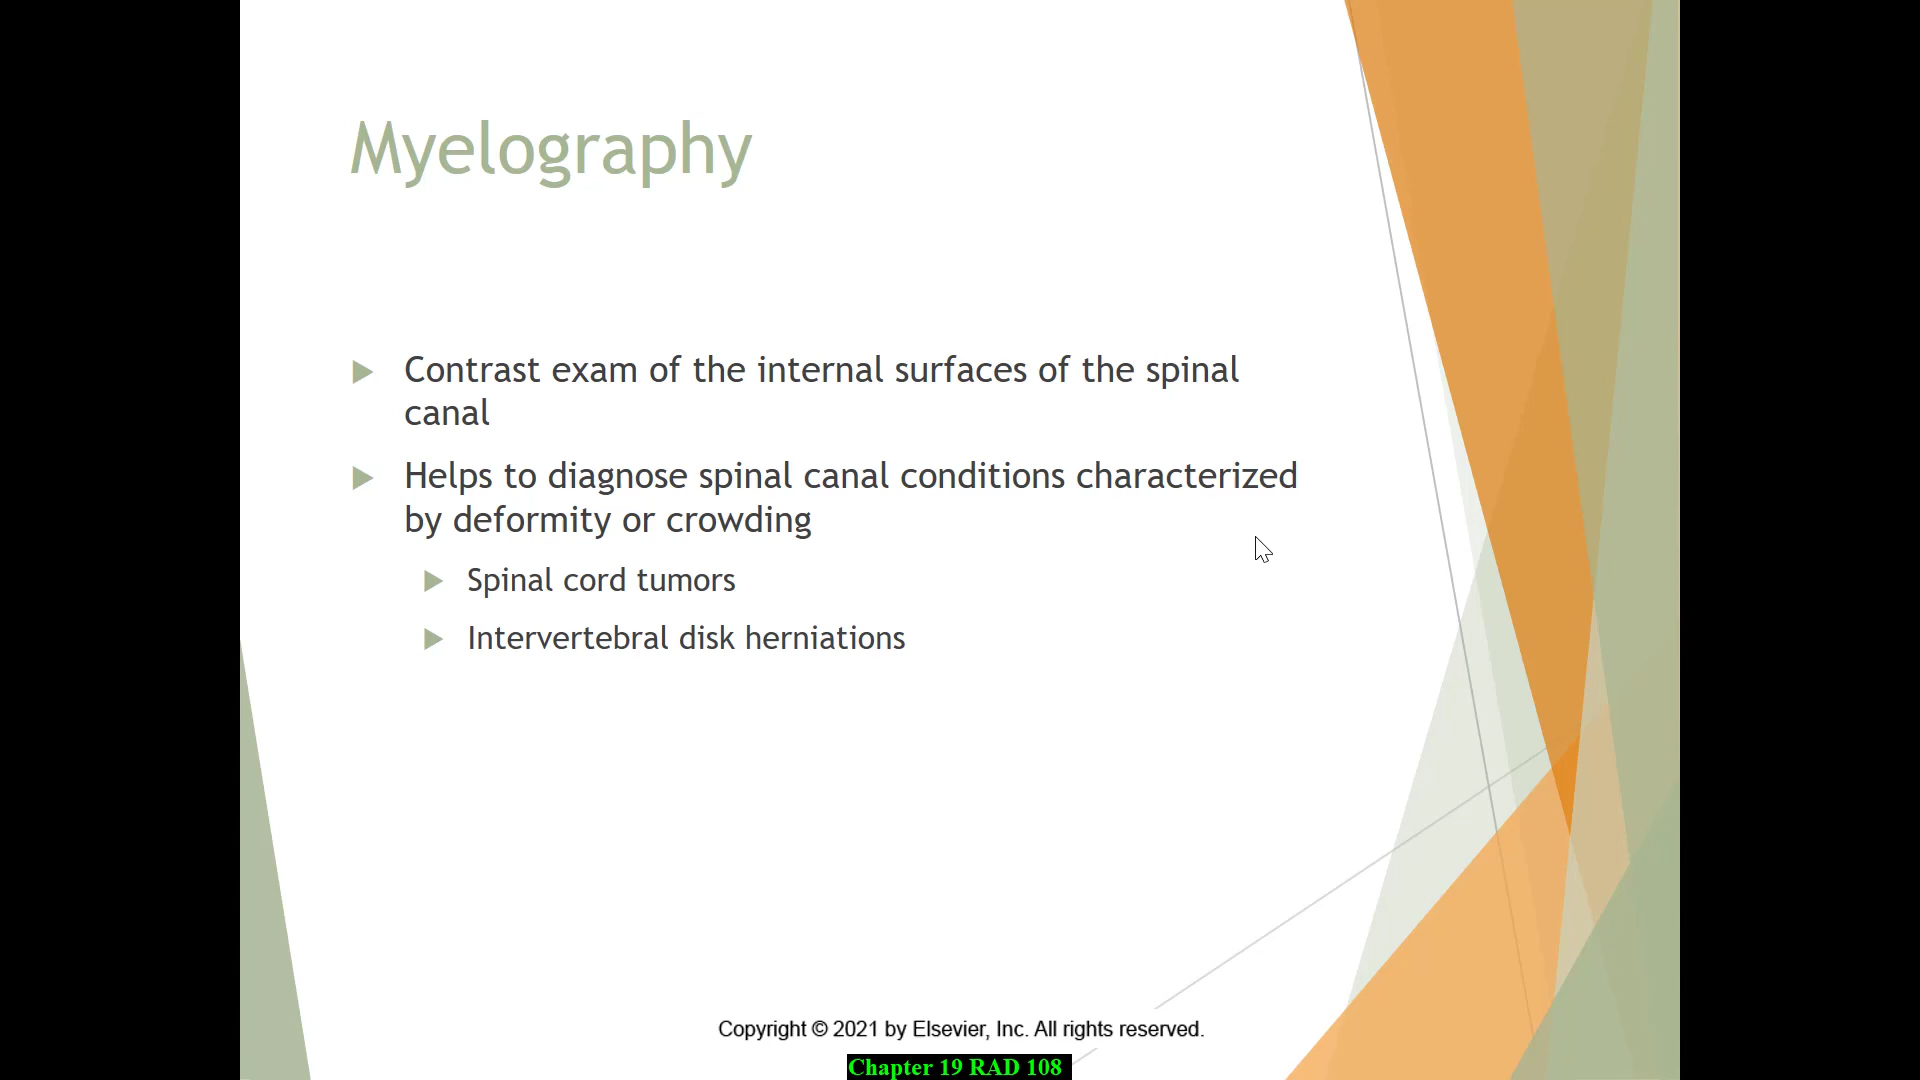 Myelography
Contrast exam of the internal surfaces of the spinal
canal
Helps to diagnose spinal canal conditions characterized
by deformity or crowding
Spinal cord tumors
Intervertebral disk herniations
Copyright © 2021 by Elsevier, Inc. All rights reserved.
Chapter 19 RAD 108